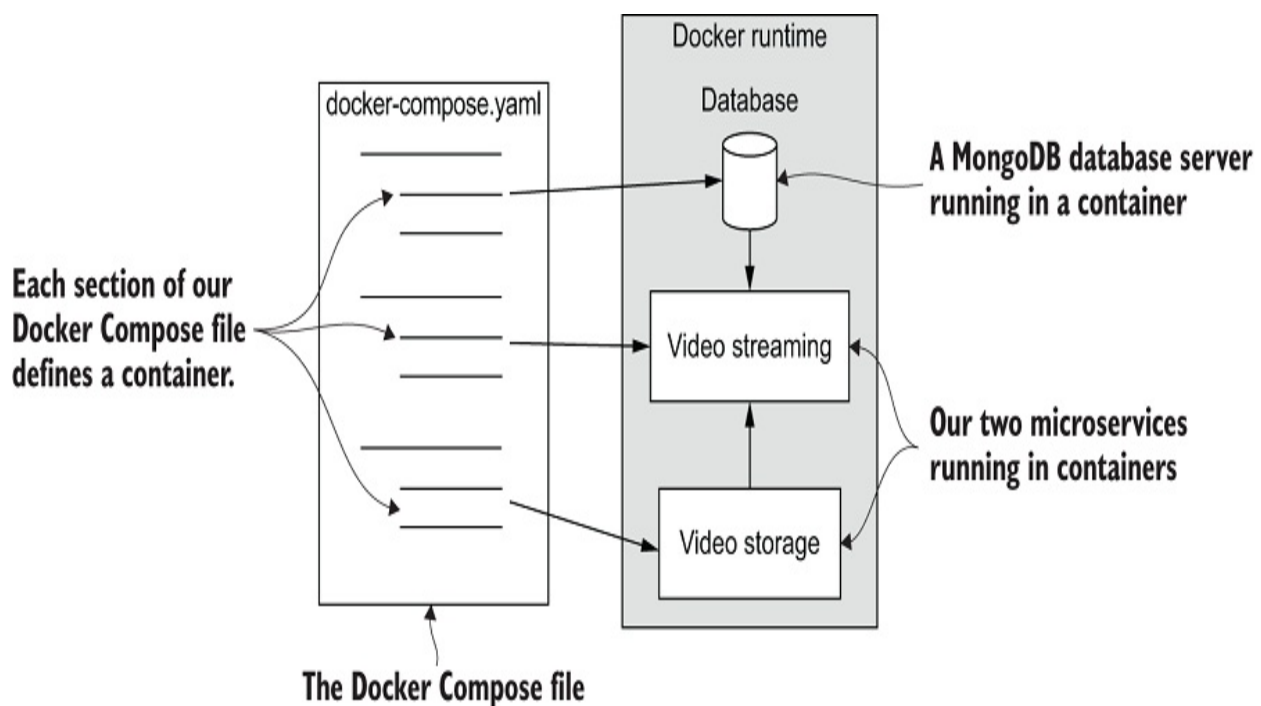 Docker runtime
docker-compose.yaml
Database
A MongoDB database server
running in a container
Each section of our
Docker Compose file
defines a container.
Video streaming
Our two microservices
running in containers
Video storage
The Docker Compose file